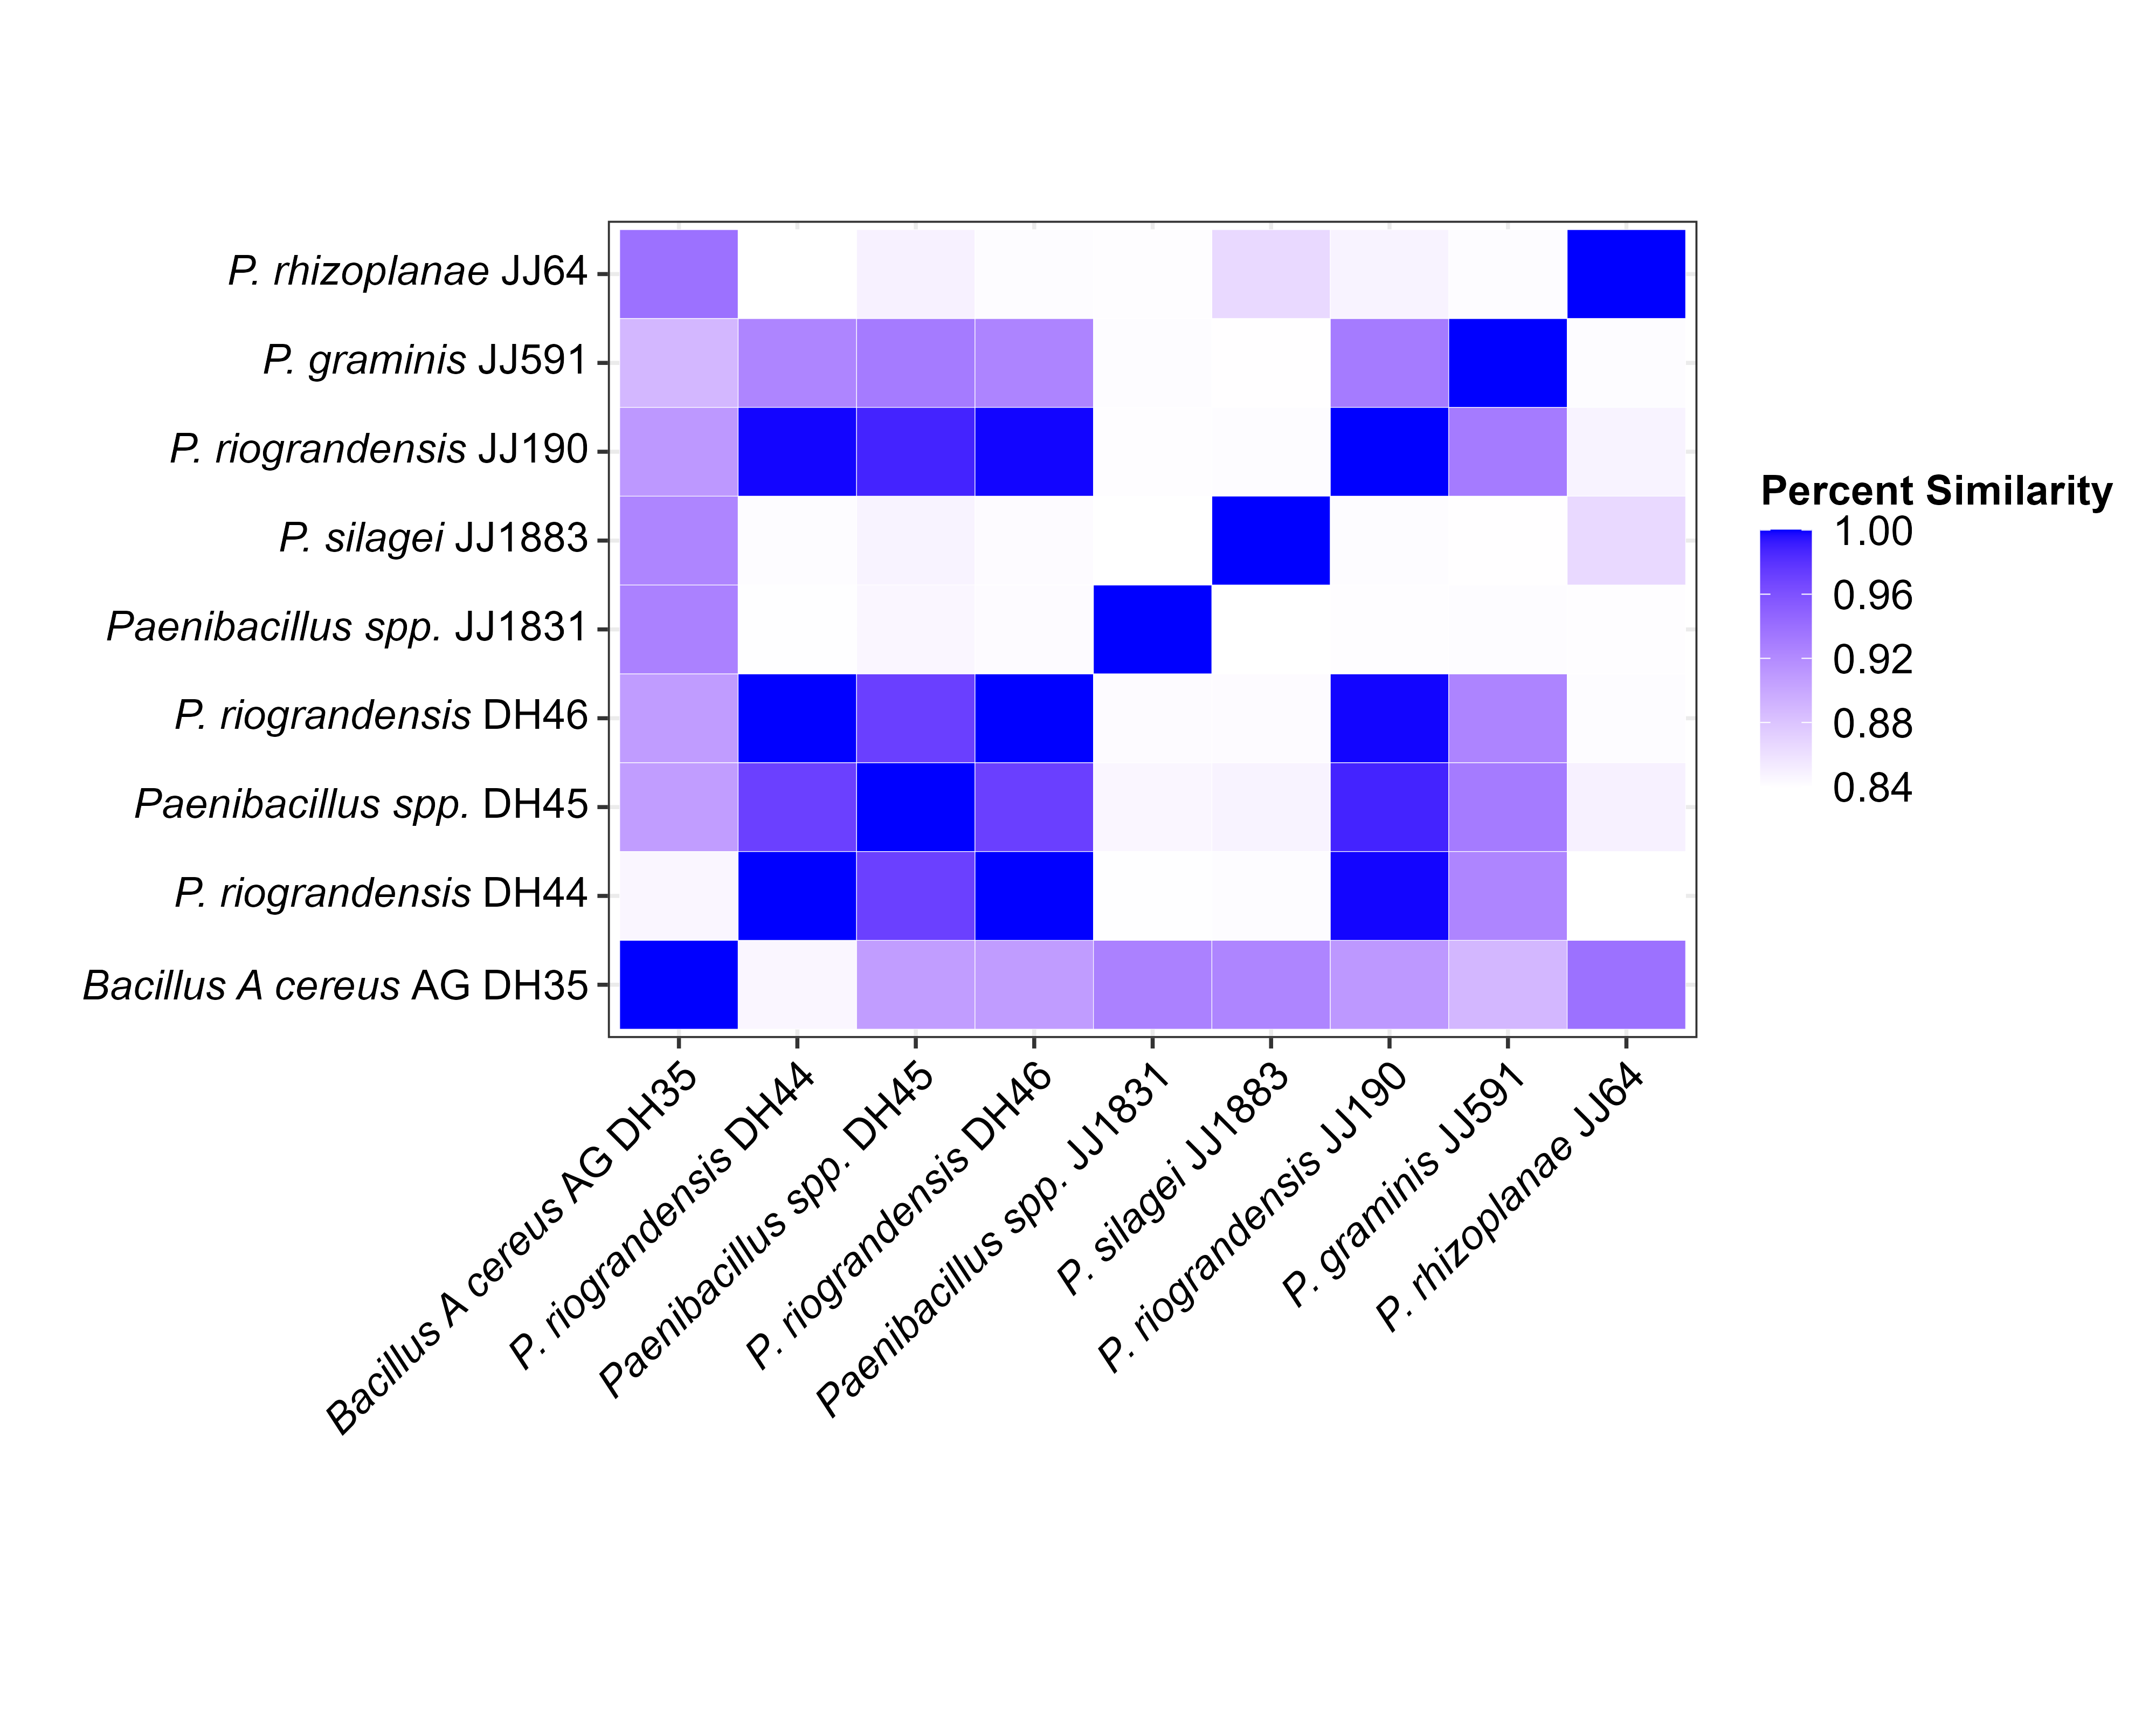 P. rhizoplanae JJ64
P. graminis JJ591
P. riograndensis JJ190
P. silagei JJ1883
Paenibacillus spp. JJ1831
P. riograndensis DH46
Paenibacillus spp. DH45
P. riograndensis DH44
Bacillus A cereus AG DH35
Bacillus A cereus AG DH35
P. riograndensis DH44
Paenibacillus spp. DH45
P. riograndensis DH46
Paenibacillus spp. JJ1831
P. silagei JJ1883
P. riograndensis JJ190
P. graminis JJ591
P. rhizoplanae JJ64
Percent Similarity
1.00
0.96
0.92
0.88
0.84